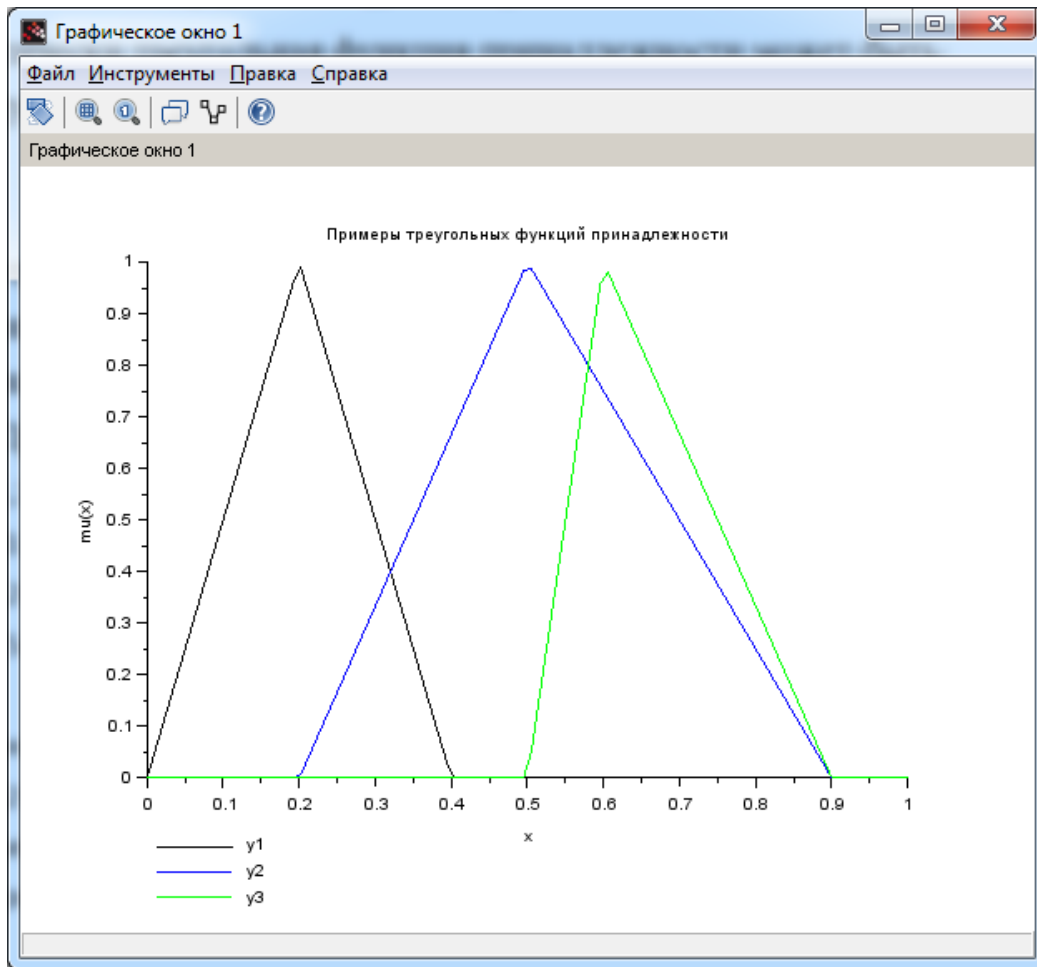 Графическое окно 1
Файл Инструменты Правка Справка
Графическое окно 1
Примеры треугольных функций принадлежности
mu(x)
1
0.9
0.8
0.7
0.6
0.5
0.4
0.3
0.2
0.1
0
0 0.1 0.2 0.3 0.4 0.5 0.6 0.7 0.8 0.9 1
x
y1
y2
y3